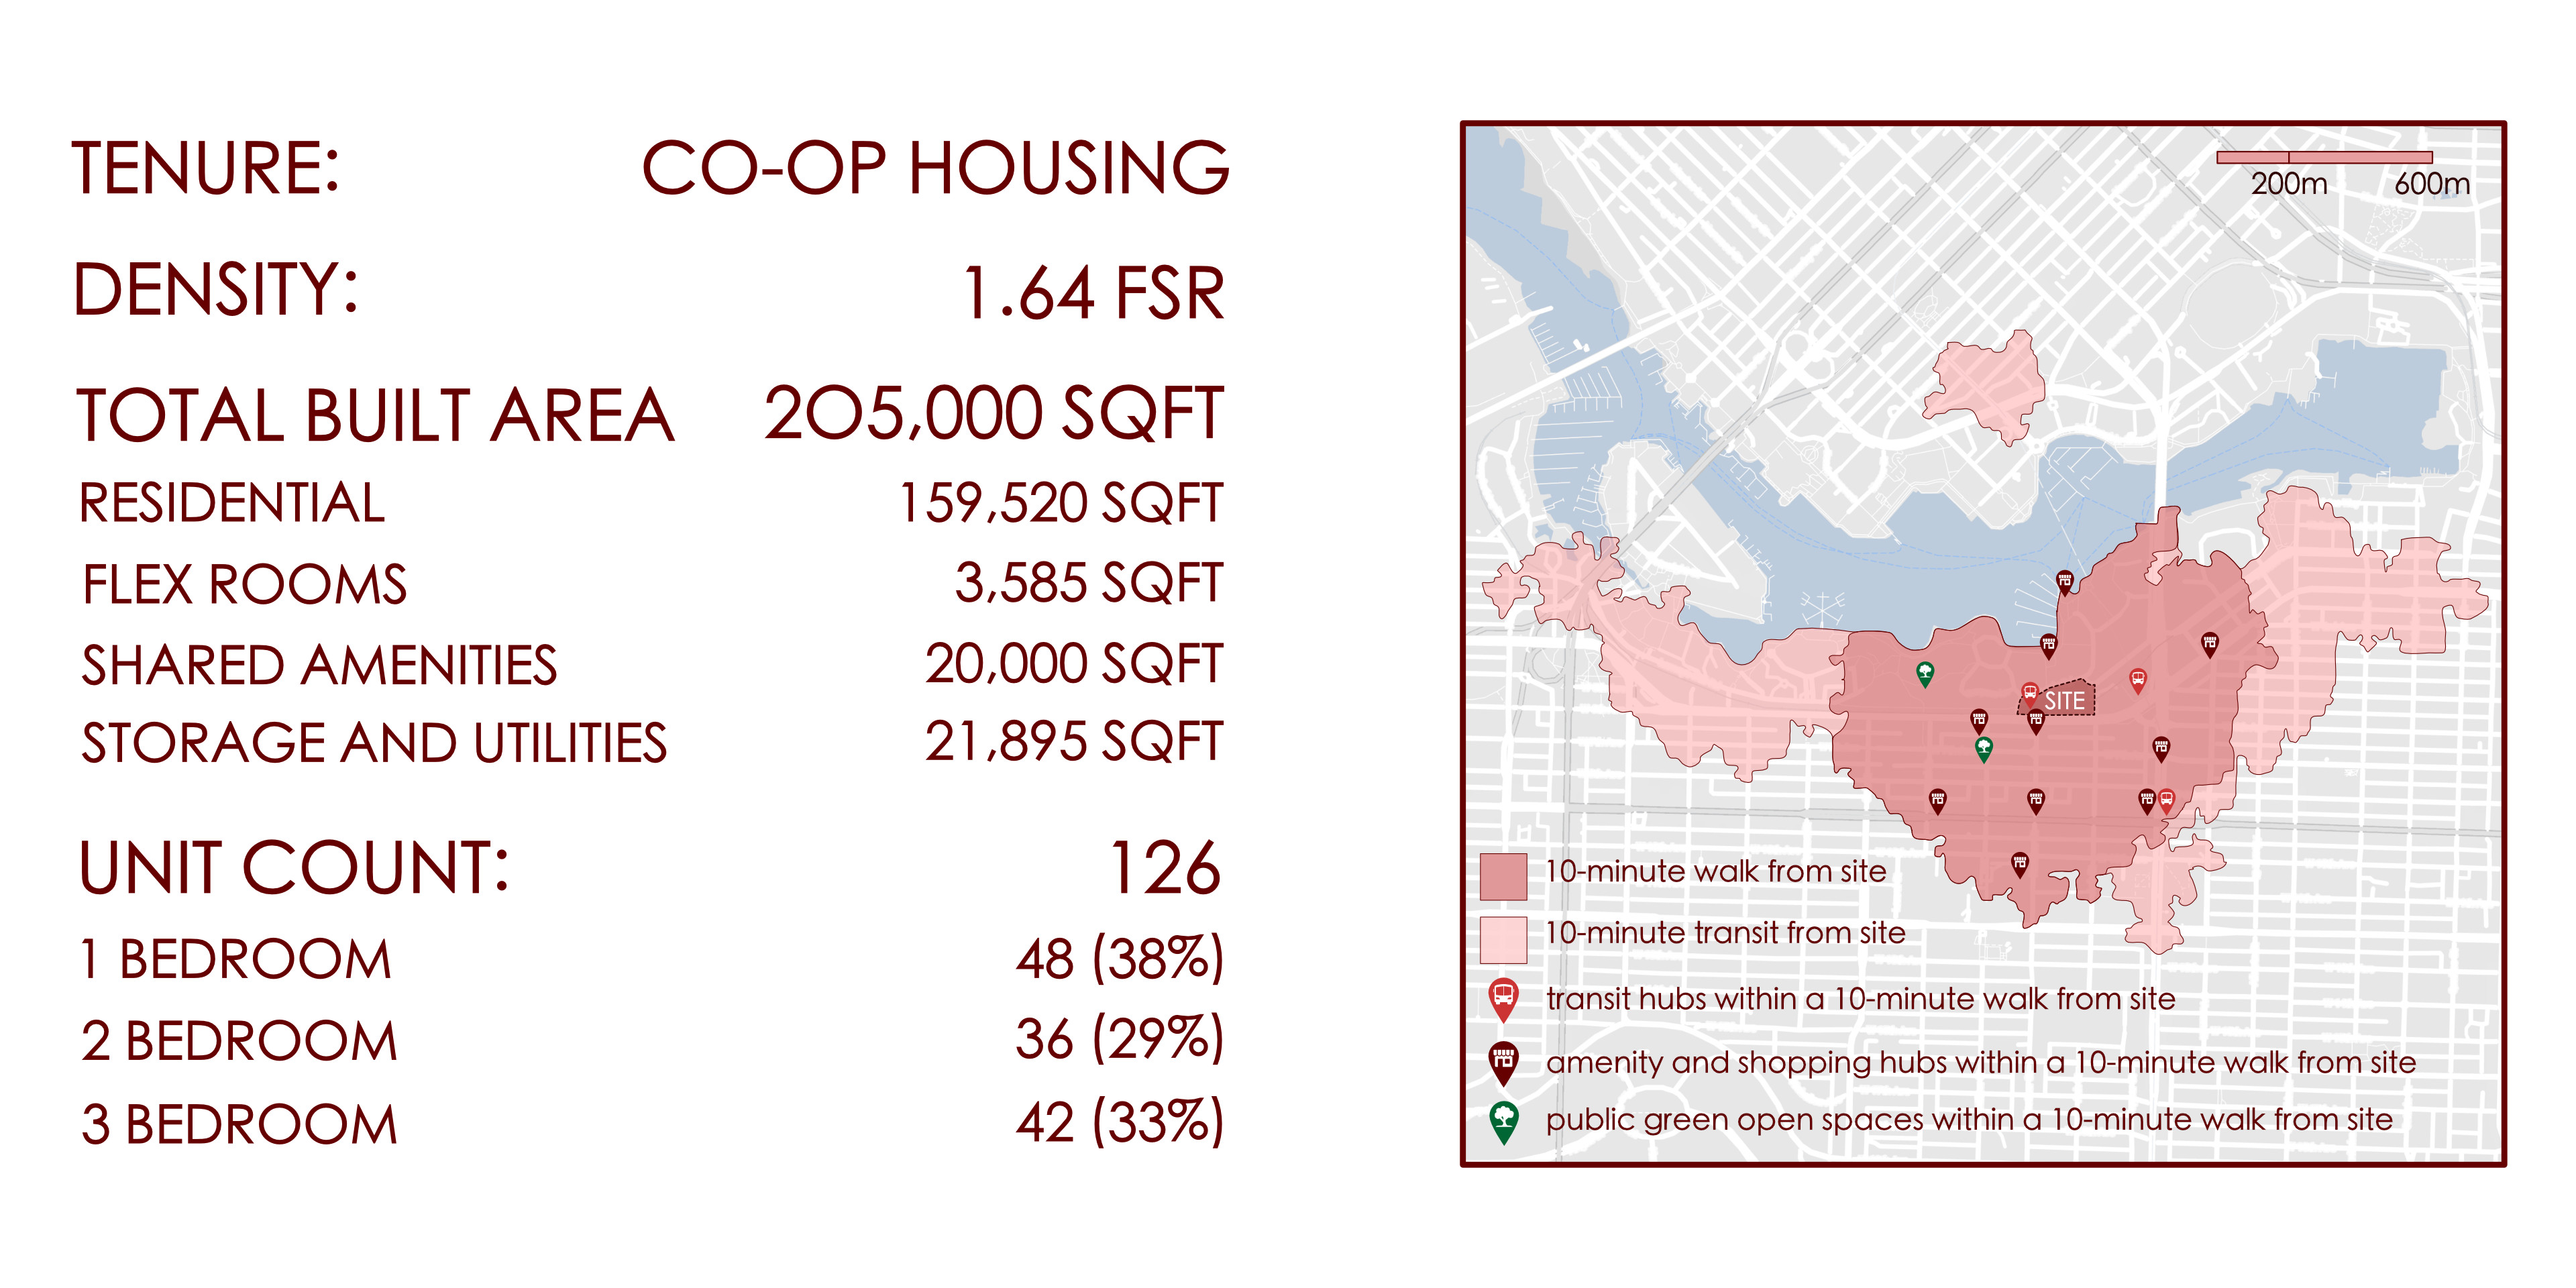 TENURE: CO-OP HOUSING
DENSITY: 1.64 FSR
TOTAL BUILT AREA 205,000 SQFT
RESIDENTIAL 159,520 SQFT
FLEX ROOMS 3,585 SQFT
SHARED AMENITIES 20,000 SQFT
STORAGE AND UTILITIES 21,895 SQFT
UNIT COUNT: 126
1 BEDROOM 48 (38%)
2 BEDROOM 36 (29%)
3 BEDROOM 42 (33%)
200m 600m
SITE
10-minute walk from site
10-minute transit from site
transit hubs within a 10-minute walk from site
amenity and shopping hubs within a 10-minute walk from site
public green open spaces within a 10-minute walk from site